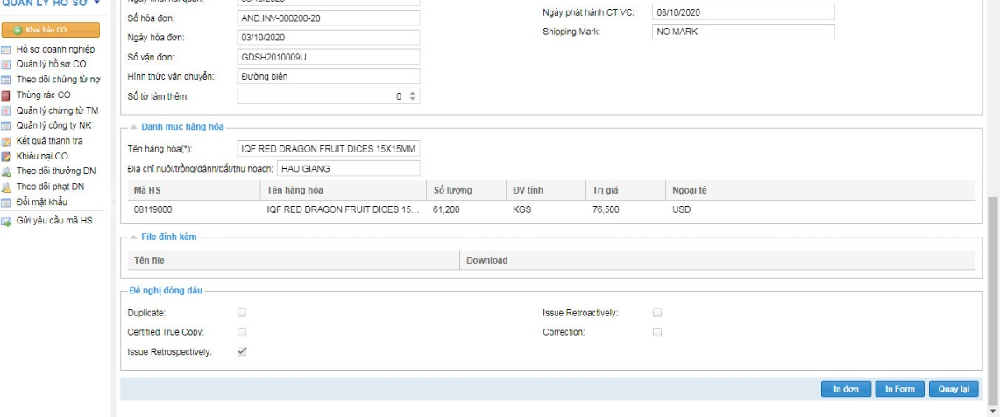 QUẢN LÝ HỒ SƠ
Khai báo CO
Hồ sơ doanh nghiệp
Quản lý hồ sơ CO
Theo dõi chứng từ nợ
Thùng rác CO
Quản lý chứng từ TM
Quản lý công ty NK
Kết quả thanh tra
Khiếu nại CO
Theo dõi thưởng DN
Theo dõi phạt DN
Đổi mật khẩu
Gửi yêu cầu mã HS
Số hóa đơn: AND.INV-000200-20
Ngày hóa đơn: 03/10/2020
Số vận đơn: GDSH2010009U
Hình thức vận chuyển: Đường biển
Số tờ làm thêm: 0
Ngày phát hành CT VC: 08/10/2020
Shipping Mark: NO MARK
Danh mục hàng hóa
Tên hàng hóa(*): IQF RED DRAGON FRUIT DICES 15X15MM
Địa chỉ nuôi/trồng/đánh/bắt/thu hoạch: HẬU GIANG
Mã HS Tên hàng hóa Số lượng ĐV tính Trị giá Ngoại tệ
08119000 IQF RED DRAGON FRUIT DICES 15... 61,200 KGS 76,500 USD
File đính kèm
Tên file Download
Đề nghị đóng dấu
Duplicate: Issue Retroactively:
Certified True Copy: Correction:
Issue Retrospectively:
In đơn In Form Quay lại